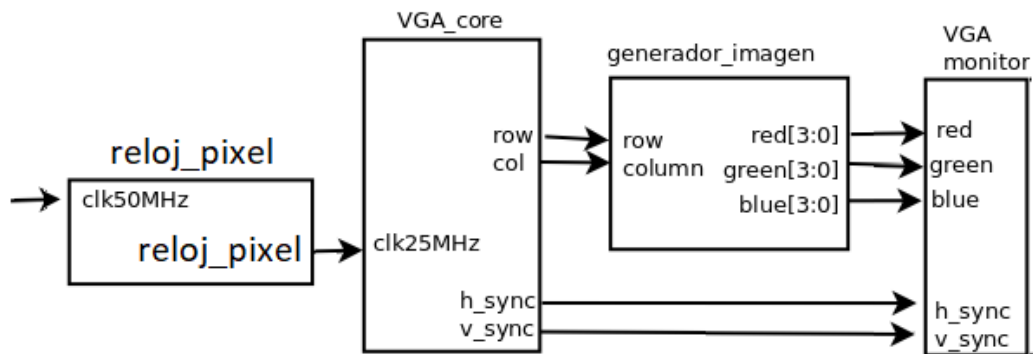 reloj_pixel
clk50MHz
reloj_pixel
VGA_core
row
col
clk25MHz
h_sync
v_sync
generador_imagen
row
column
red[3:0]
green[3:0]
blue[3:0]
VGA
monitor
red
green
blue
h_sync
v_sync